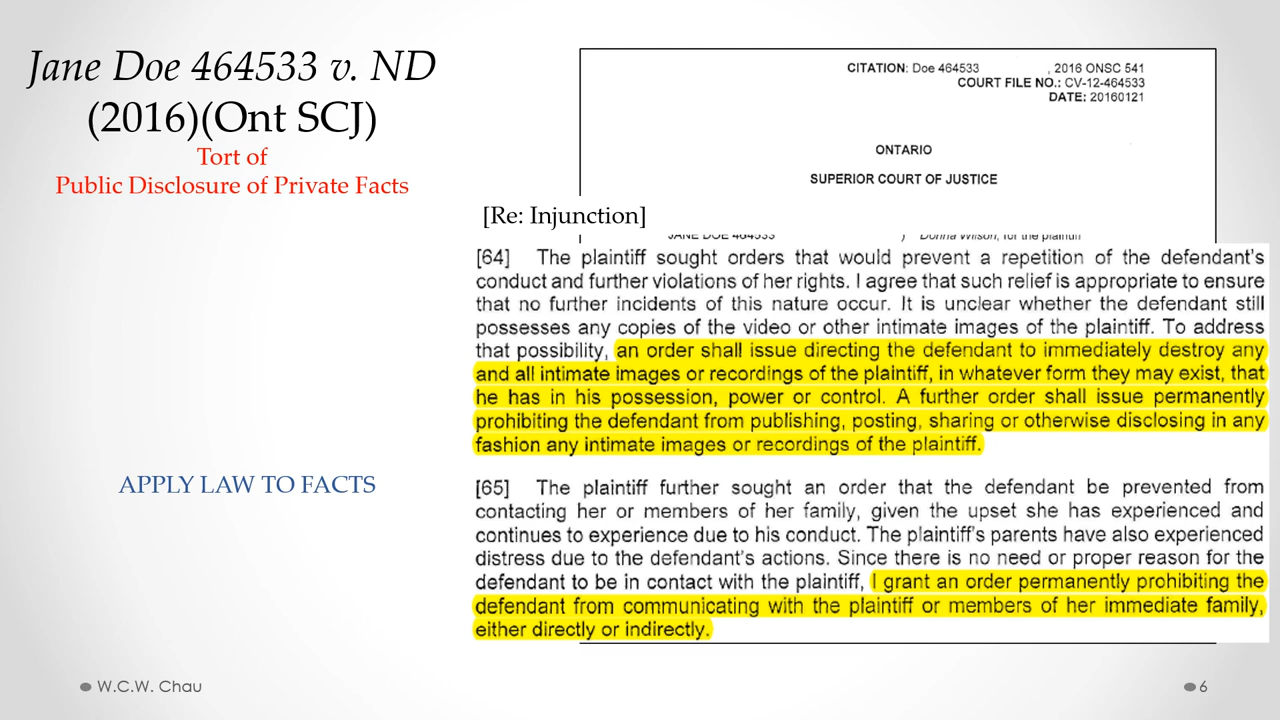 Jane Doe 464533 v. ND
(2016)(Ont SCJ)
Tort of
Public Disclosure of Private Facts
APPLY LAW TO FACTS
CITATION: Doe 464533 , 2016 ONSC 541
COURT FILE NO.: CV-12-464533
DATE: 20160121
ONTARIO
SUPERIOR COURT OF JUSTICE
[Re: Injunction]
JANE DOE 464533 ) Donna Wilson, for the plaintiff
[64] The plaintiff sought orders that would prevent a repetition of the defendant's
conduct and further violations of her rights. I agree that such relief is appropriate to ensure
that no further incidents of this nature occur. It is unclear whether the defendant still
possesses any copies of the video or other intimate images of the plaintiff. To address
that possibility, an order shall issue directing the defendant to immediately destroy any
and all intimate images or recordings of the plaintiff, in whatever form they may exist, that
he has in his possession, power or control. A further order shall issue permanently
prohibiting the defendant from publishing, posting, sharing or otherwise disclosing in any
fashion any intimate images or recordings of the plaintiff.
[65] The plaintiff further sought an order that the defendant be prevented from
contacting her or members of her family, given the upset she has experienced and
continues to experience due to his conduct. The plaintiff's parents have also experienced
distress due to the defendant's actions. Since there is no need or proper reason for the
defendant to be in contact with the plaintiff, I grant an order permanently prohibiting the
defendant from communicating with the plaintiff or members of her immediate family,
either directly or indirectly.
W.C.W. Chau
6